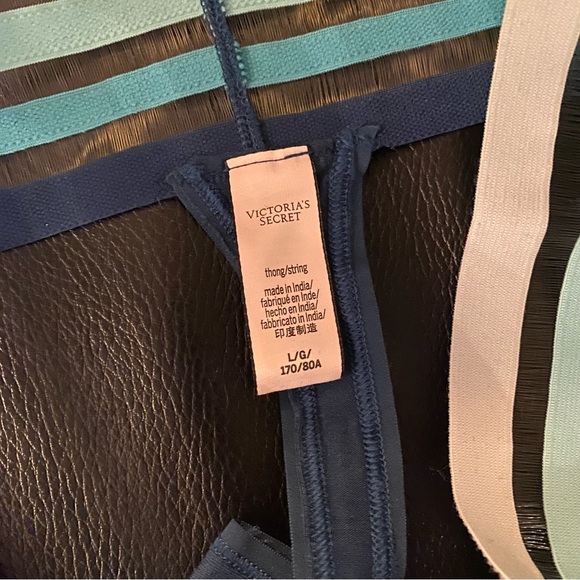 VICTORIA'S
SECRET
thong/string
made in India/
fabriqué en Inde/
hecho en India/
fabbricato in India/
印度制造
L/G/
170/80A